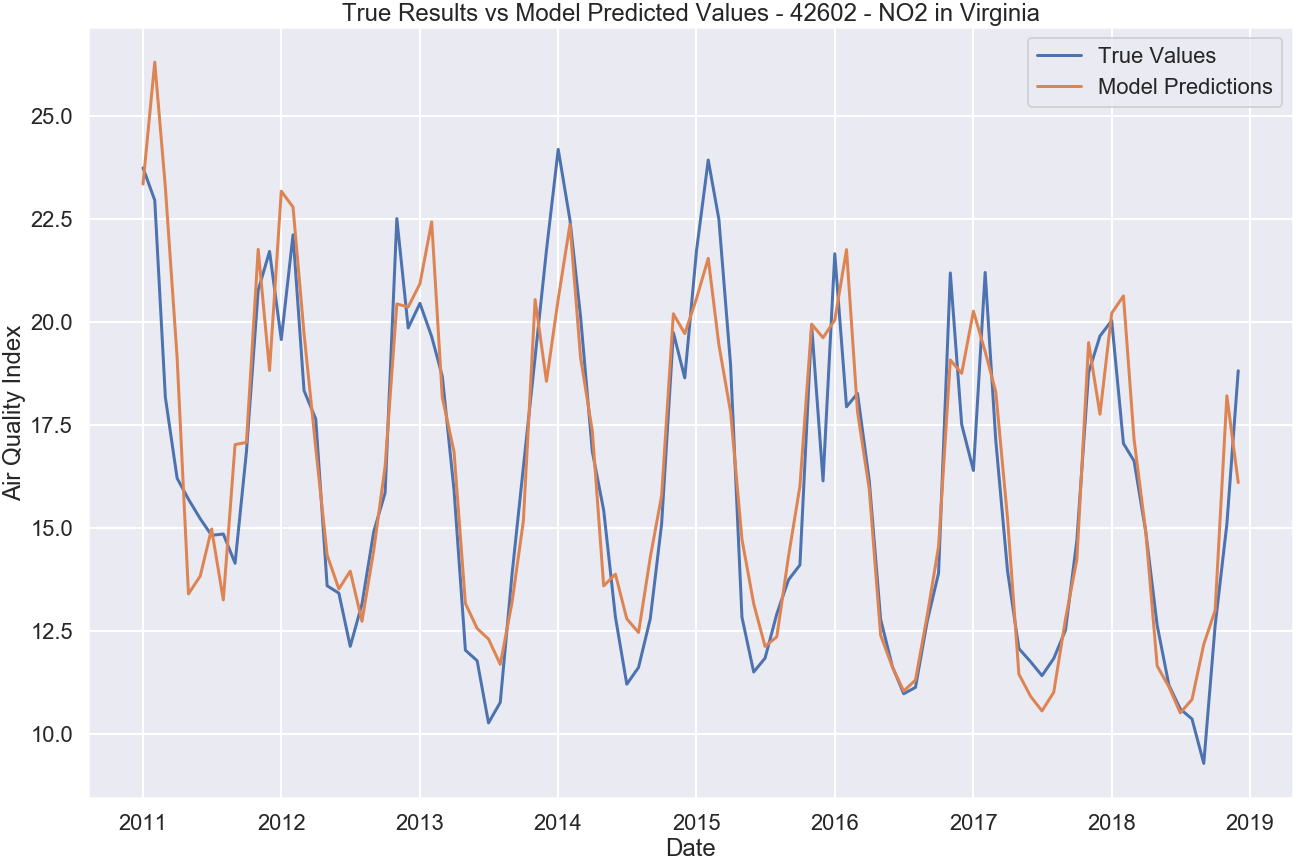 True Results vs Model Predicted Values - 42602 - NO2 in Virginia
True Values
Model Predictions
Air Quality Index
25.0
22.5
20.0
17.5
15.0
12.5
10.0
2011 2012 2013 2014 2015 2016 2017 2018 2019
Date